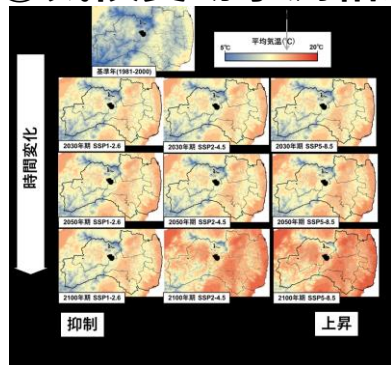 平均気温(℃)
5℃
20℃
基準年(1981-2000)
時間変化
2030年期 SSP1-2.6
2030年期 SSP2-4.5
2030年期 SSP5-8.5
2050年期 SSP1-2.6
2050年期 SSP2-4.5
2050年期 SSP5-8.5
2100年期 SSP1-2.6
2100年期 SSP2-4.5
2100年期 SSP5-8.5
抑制
上昇